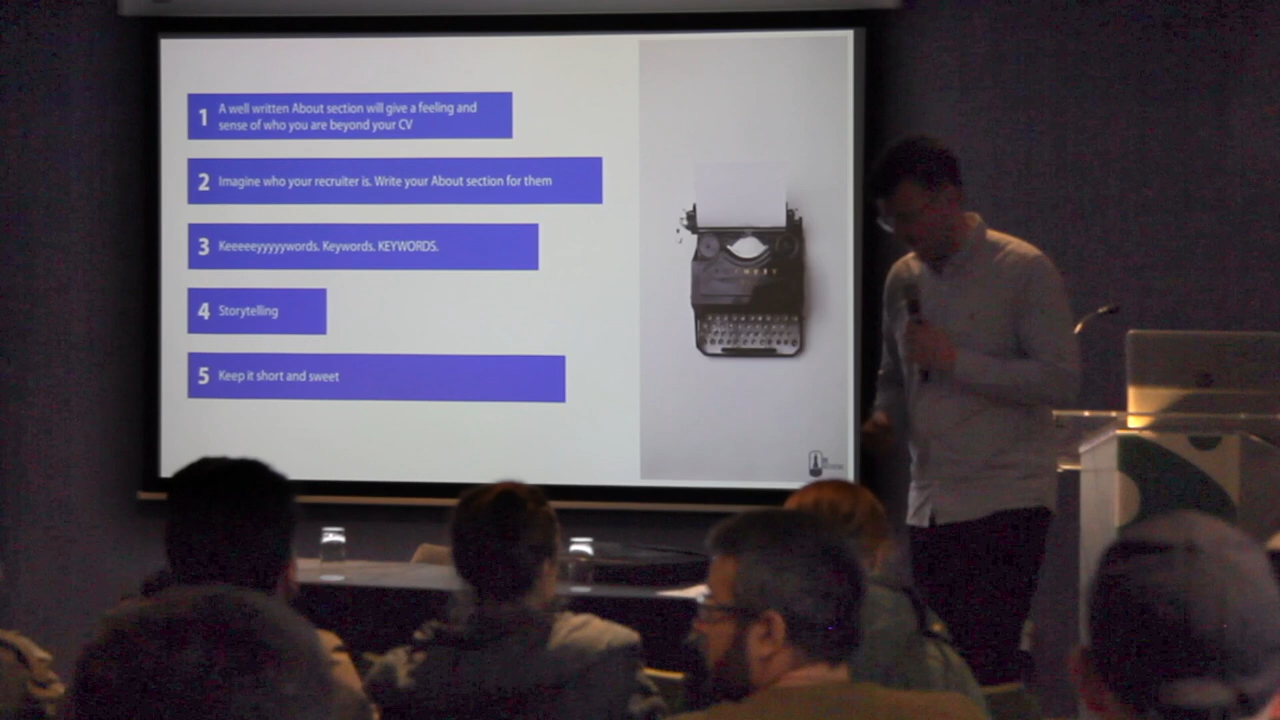 1 A well written About section will give a feeling and
sense of who you are beyond your CV
2 Imagine who your recruiter is. Write your About section for them
3 Keeeeeyyyyywords. Keywords. KEYWORDS.
4 Storytelling
5 Keep it short and sweet